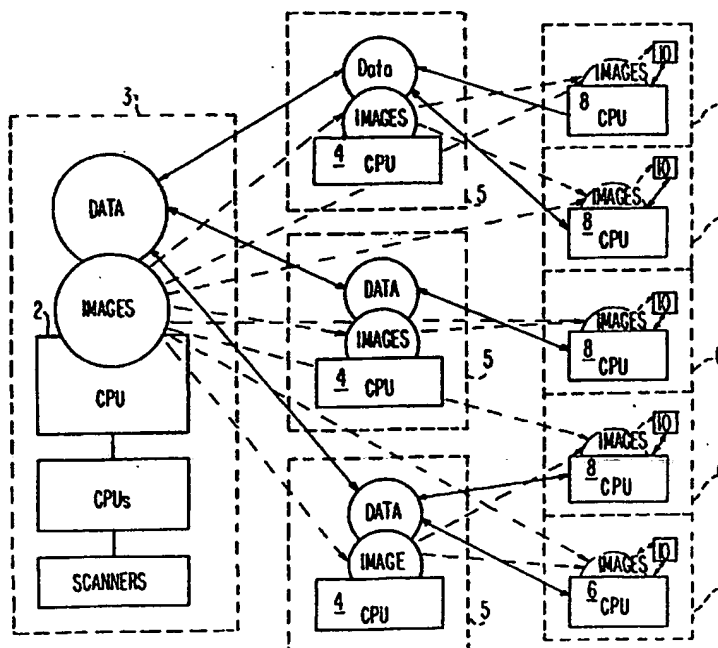 3
DATA
IMAGES
2
CPU
CPUs
SCANNERS
Data
IMAGES
4
CPU
5
DATA
IMAGES
4
CPU
5
DATA
IMAGE
4
CPU
5
IMAGES
10
8
CPU
IMAGES
10
8
CPU
IMAGES
10
8
CPU
IMAGES
10
8
CPU
IMAGES
10
6
CPU